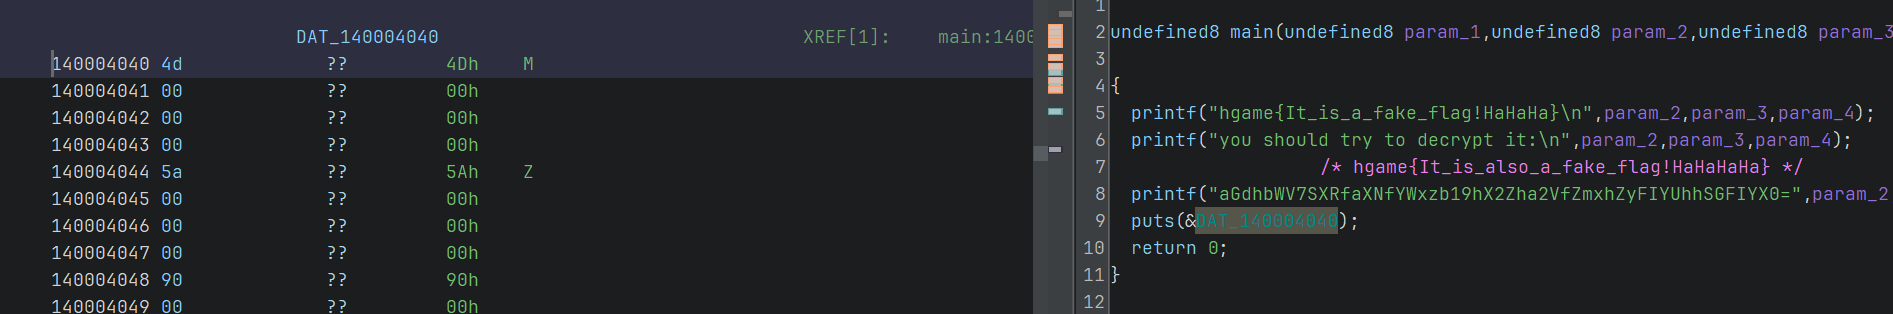 DAT_140004040 XREF[1]: main:1400
140004040 4d ?? 4Dh M
140004041 00 ?? 00h
140004042 00 ?? 00h
140004043 00 ?? 00h
140004044 5a ?? 5Ah Z
140004045 00 ?? 00h
140004046 00 ?? 00h
140004047 00 ?? 00h
140004048 90 ?? 90h
140004049 00 ?? 00h
1
2 undefined8 main(undefined8 param_1,undefined8 param_2,undefined8 param_3
3
4 {
5 printf("hgame{It_is_a_fake_flag!HaHaHa}\n",param_2,param_3,param_4);
6 printf("you should try to decrypt it:\n",param_2,param_3,param_4);
7 /* hgame{It_is_also_a_fake_flag!HaHaHaHa} */
8 printf("aGdhbWV7SXRfaXNfYWxzb19hX2Zha2VfZmxhZyFIYUhhSGFIYX0=",param_2
9 puts(&DAT_140004040);
10 return 0;
11 }
12